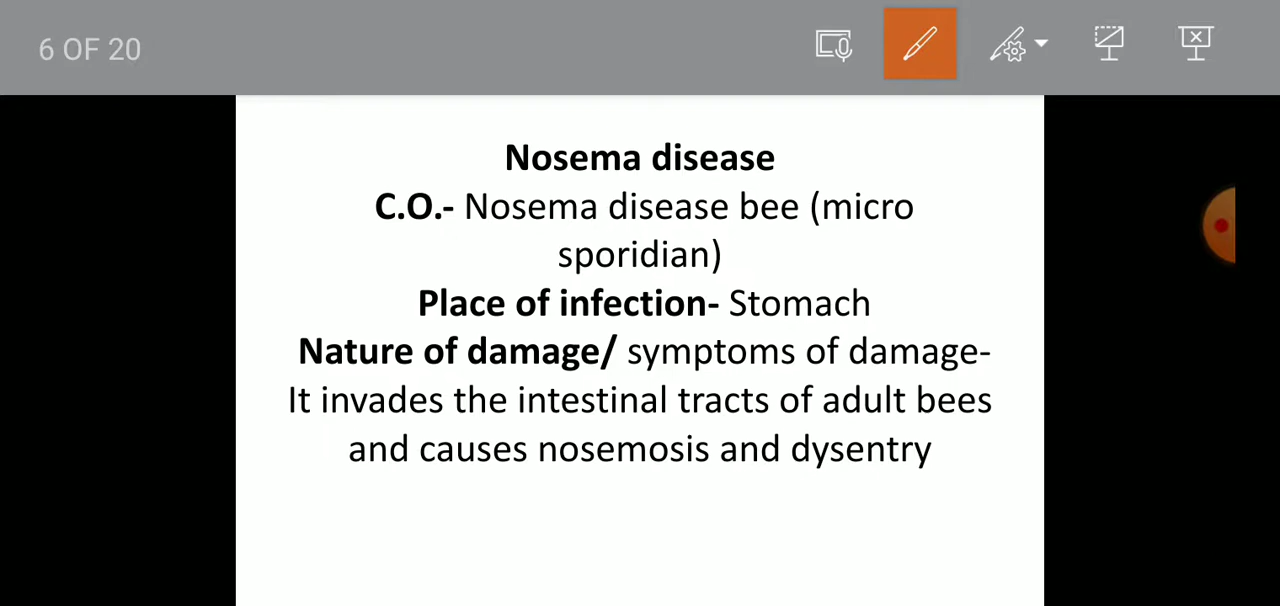 6 OF 20
Nosema disease
C.O.- Nosema disease bee (micro
sporidian)
Place of infection- Stomach
Nature of damage/ symptoms of damage-
It invades the intestinal tracts of adult bees
and causes nosemosis and dysentry